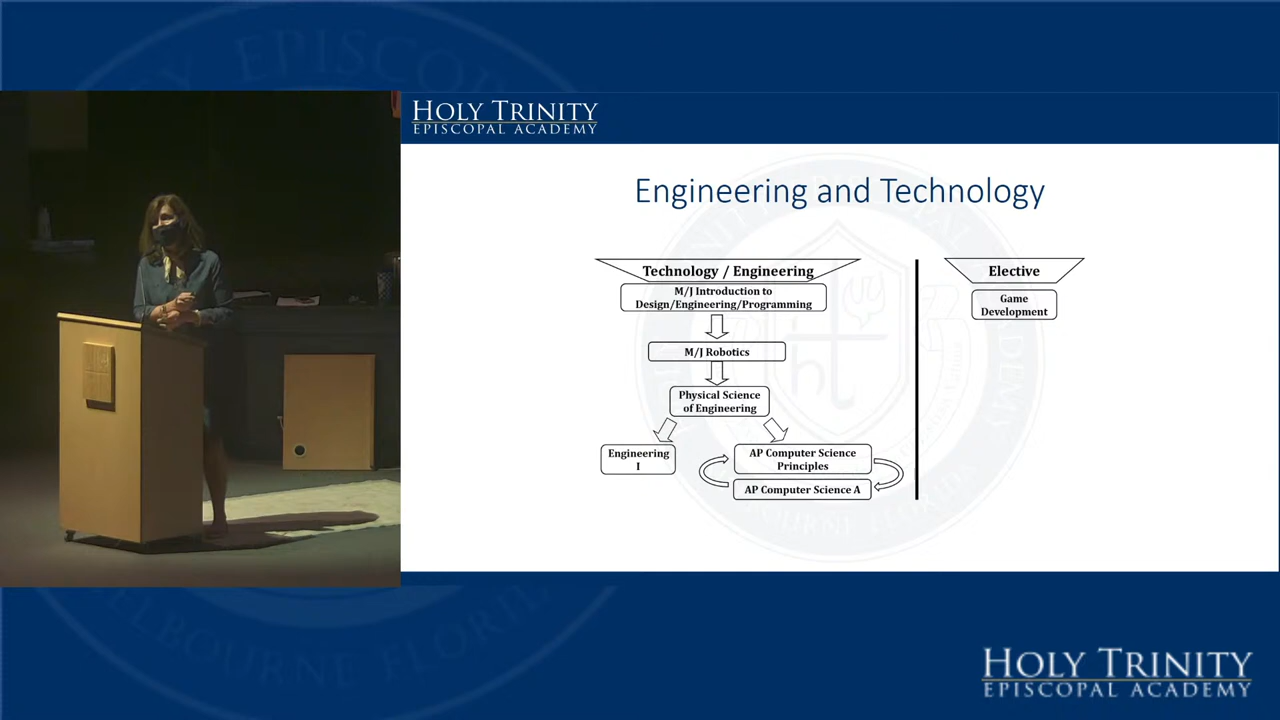 HOLY TRINITY
EPISCOPAL ACADEMY
Engineering and Technology
Technology / Engineering
M/J Introduction to
Design/Engineering/Programming
M/J Robotics
Physical Science
of Engineering
Engineering
I
AP Computer Science
Principles
AP Computer Science A
Elective
Game
Development
HOLY TRINITY
EPISCOPAL ACADEMY